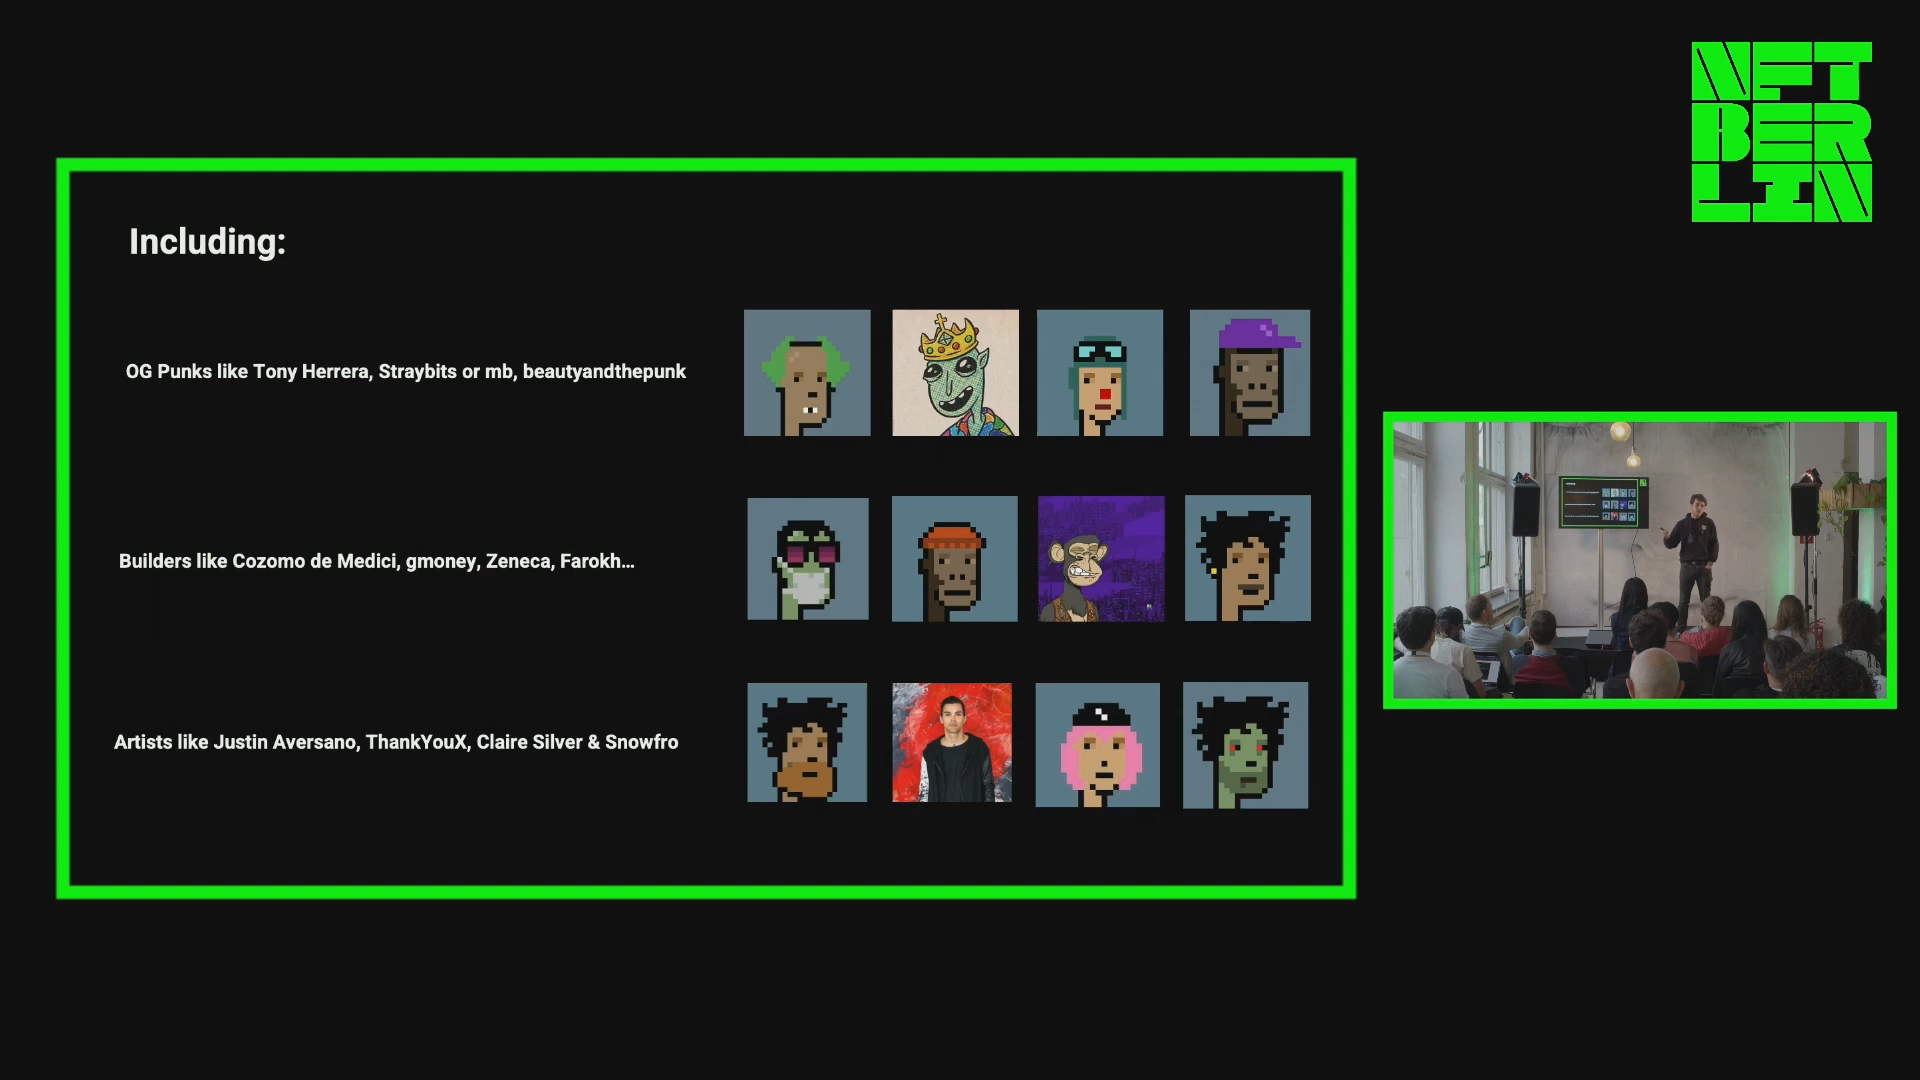 NFT
BER
LIN
Including:
OG Punks like Tony Herrera, Straybits or mb, beautyandthepunk
Builders like Cozomo de Medici, gmoney, Zeneca, Farokh...
Artists like Justin Aversano, ThankYouX, Claire Silver & Snowfro